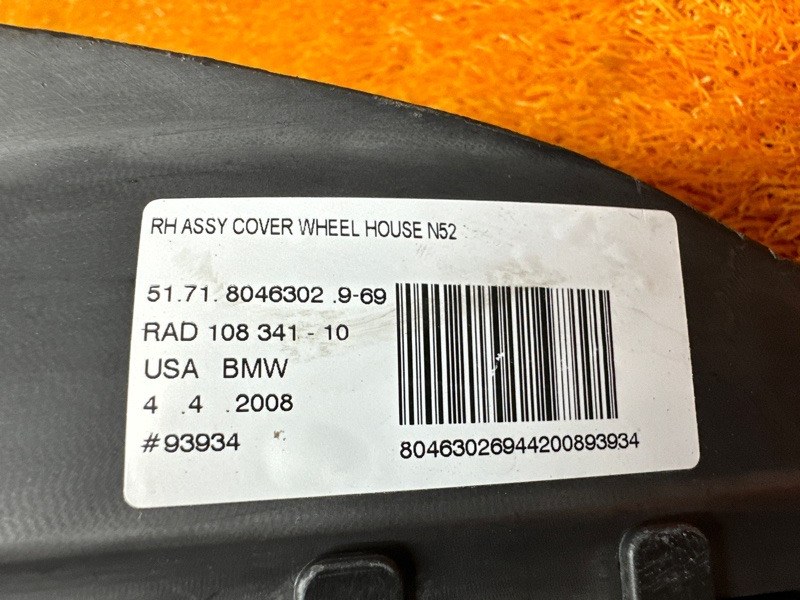 RH ASSY COVER WHEEL HOUSE N52
51.71. 8046302 .9-69
RAD 108 341 - 10
USA BMW
4 .4 .2008
#93934
80463026944200893934